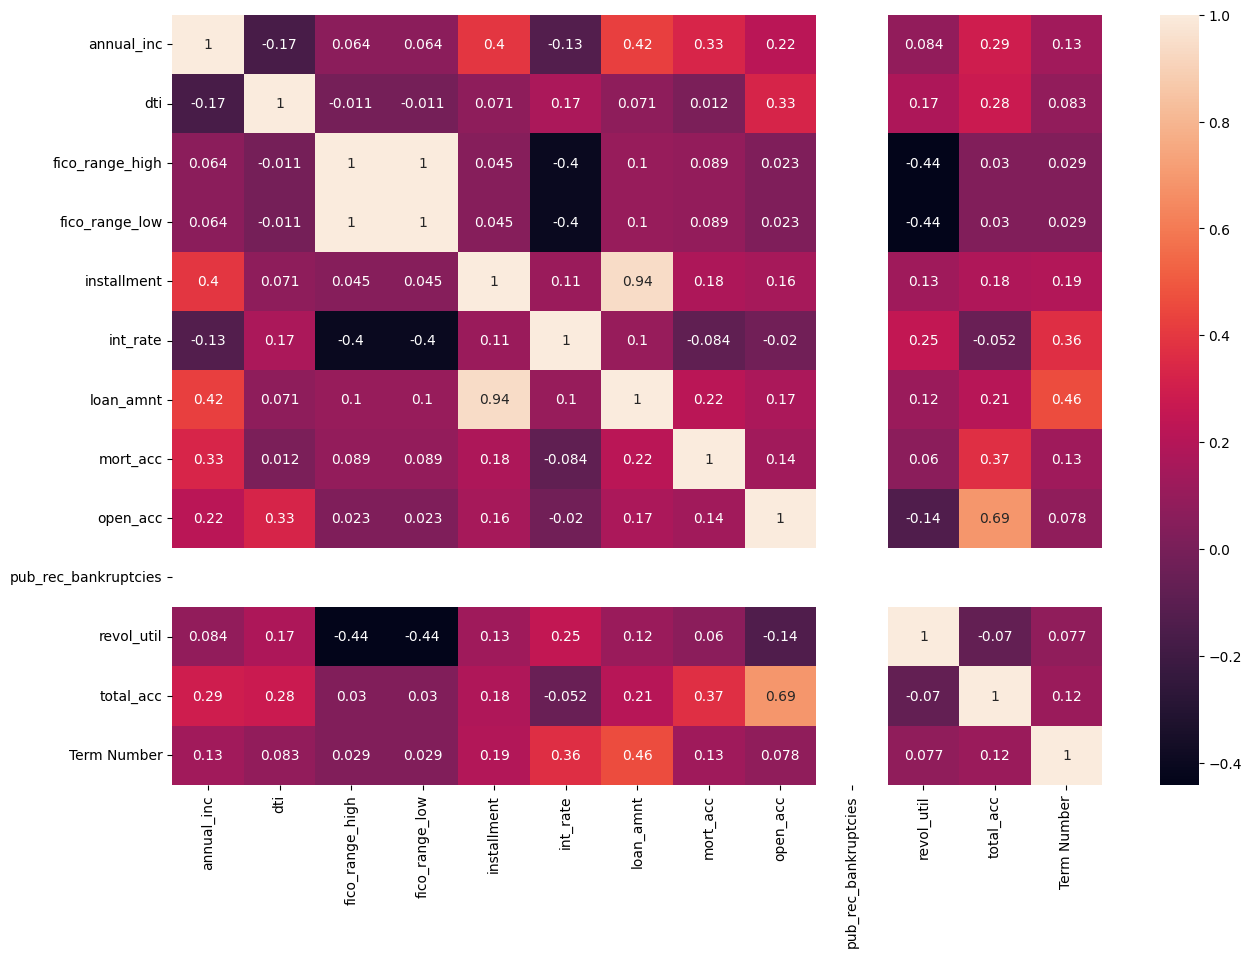 annual_inc 1 -0.17 0.064 0.064 0.4 -0.13 0.42 0.33 0.22 0.084 0.29 0.13
dti -0.17 1 -0.011 -0.011 0.071 0.17 0.071 0.012 0.33 0.17 0.28 0.083
fico_range_high 0.064 -0.011 1 1 0.045 -0.4 0.1 0.089 0.023 -0.44 0.03 0.029
fico_range_low 0.064 -0.011 1 1 0.045 -0.4 0.1 0.089 0.023 -0.44 0.03 0.029
installment 0.4 0.071 0.045 0.045 1 0.11 0.94 0.18 0.16 0.13 0.18 0.19
int_rate -0.13 0.17 -0.4 -0.4 0.11 1 0.1 -0.084 -0.02 0.25 -0.052 0.36
loan_amnt 0.42 0.071 0.1 0.1 0.94 0.1 1 0.22 0.17 0.12 0.21 0.46
mort_acc 0.33 0.012 0.089 0.089 0.18 -0.084 0.22 1 0.14 0.06 0.37 0.13
open_acc 0.22 0.33 0.023 0.023 0.16 -0.02 0.17 0.14 1 -0.14 0.69 0.078
pub_rec_bankruptcies
revol_util 0.084 0.17 -0.44 -0.44 0.13 0.25 0.12 0.06 -0.14 1 -0.07 0.077
total_acc 0.29 0.28 0.03 0.03 0.18 -0.052 0.21 0.37 0.69 -0.07 1 0.12
Term Number 0.13 0.083 0.029 0.029 0.19 0.36 0.46 0.13 0.078 0.077 0.12 1
annual_inc
dti
fico_range_high
fico_range_low
installment
int_rate
loan_amnt
mort_acc
open_acc
pub_rec_bankruptcies
revol_util
total_acc
Term Number
1.0
0.8
0.6
0.4
0.2
0.0
−0.2
−0.4